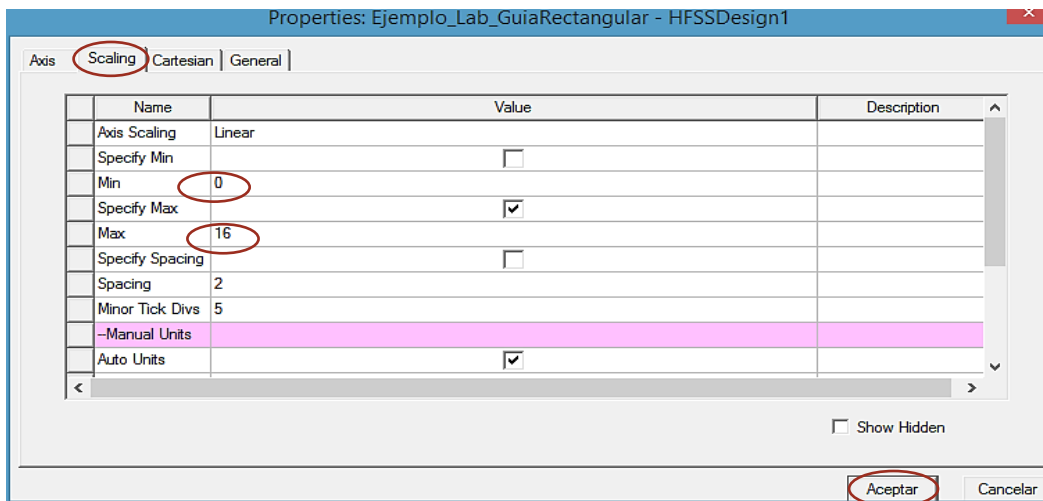 Properties: Ejemplo_Lab_GuiaRectangular - HFSSDesign1
Axis Scaling Cartesian General
Name Value Description
Axis Scaling Linear
Specify Min
Min 0
Specify Max
Max 16
Specify Spacing
Spacing 2
Minor Tick Divs 5
--Manual Units
Auto Units
Show Hidden
Aceptar Cancelar